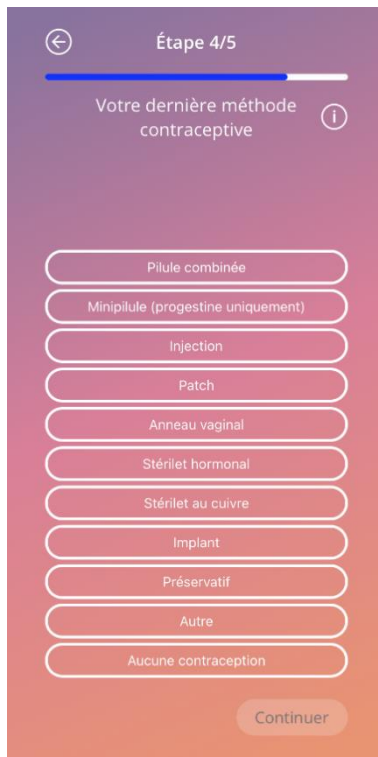 Étape 4/5
Votre dernière méthode
contraceptive
i
Pilule combinée
Minipilule (progestine uniquement)
Injection
Patch
Anneau vaginal
Stérilet hormonal
Stérilet au cuivre
Implant
Préservatif
Autre
Aucune contraception
Continuer